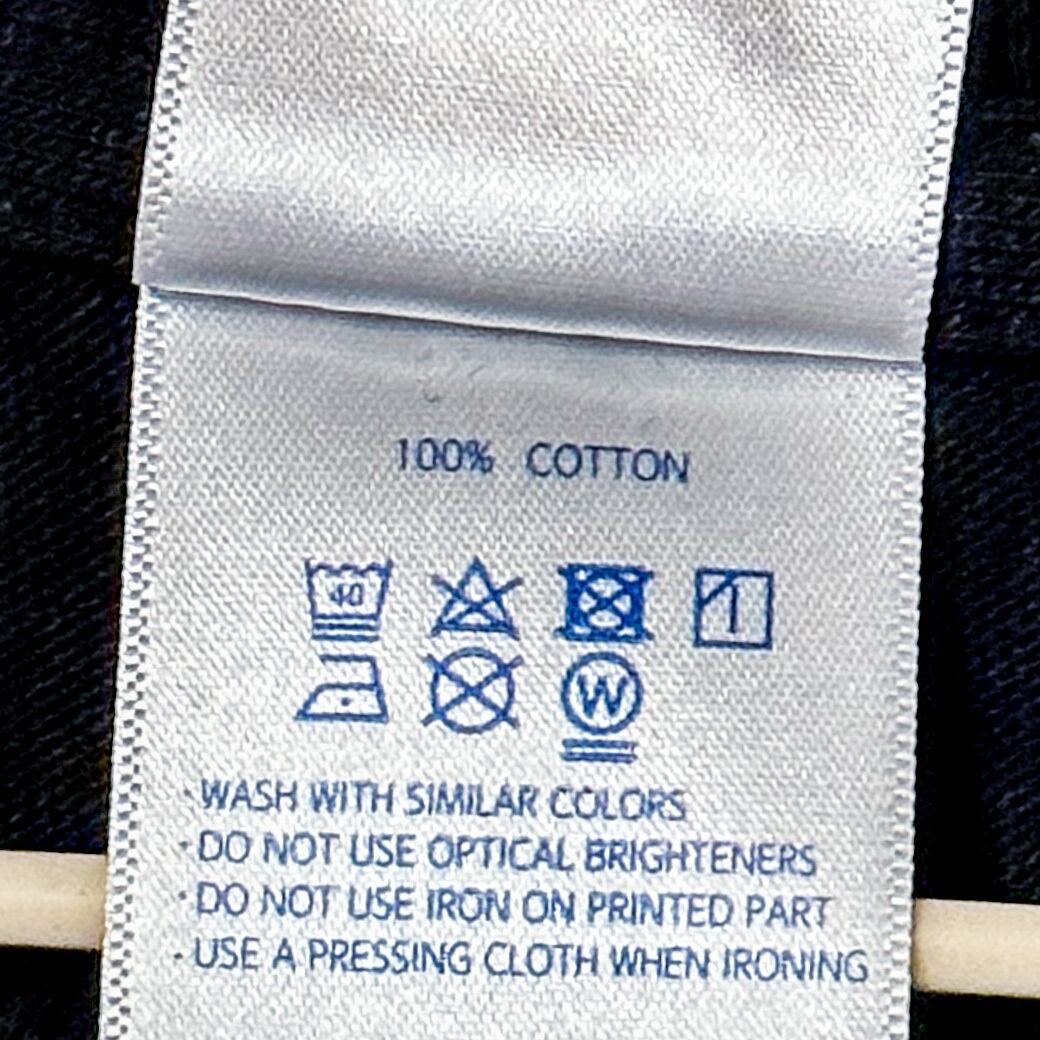 100% COTTON
40
W
·WASH WITH SIMILAR COLORS
·DO NOT USE OPTICAL BRIGHTENERS
·DO NOT USE IRON ON PRINTED PART
·USE A PRESSING CLOTH WHEN IRONING